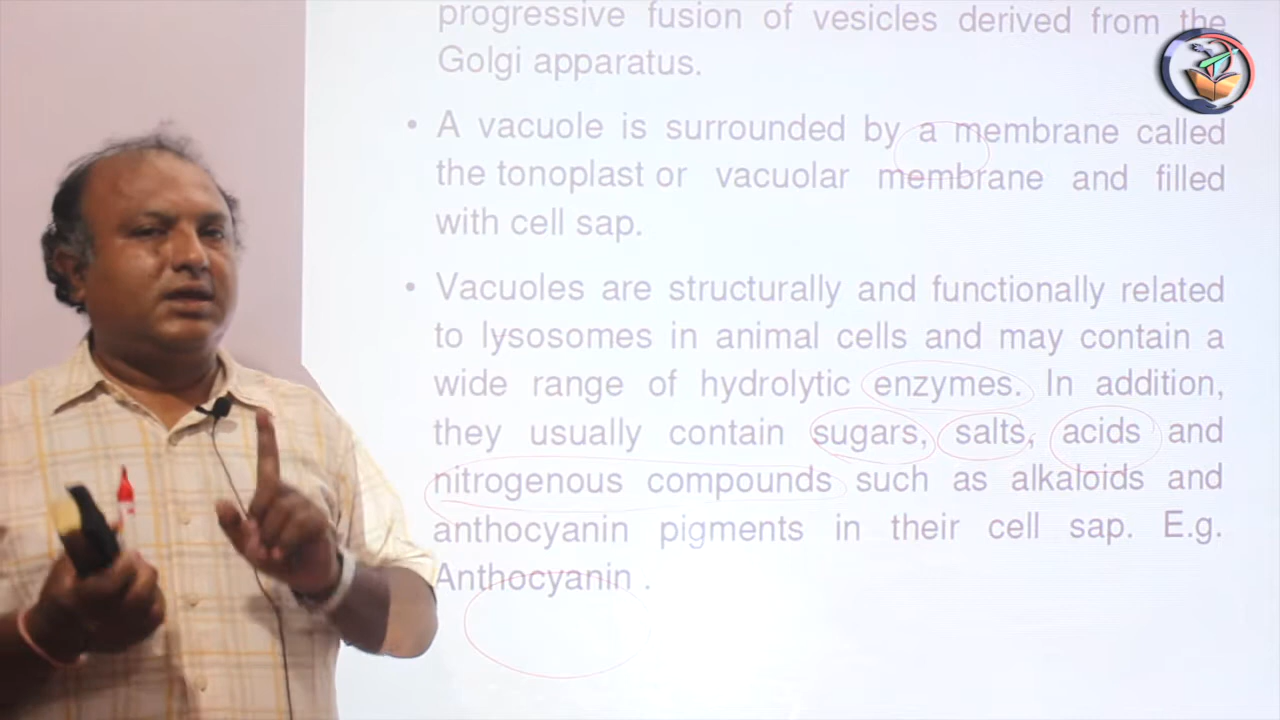 progressive fusion of vesicles derived from the
Golgi apparatus.
• A vacuole is surrounded by a membrane called
the tonoplast or vacuolar membrane and filled
with cell sap.
• Vacuoles are structurally and functionally related
to lysosomes in animal cells and may contain a
wide range of hydrolytic enzymes. In addition,
they usually contain sugars, salts, acids and
nitrogenous compounds such as alkaloids and
anthocyanin pigments in their cell sap. E.g.
Anthocyanin .